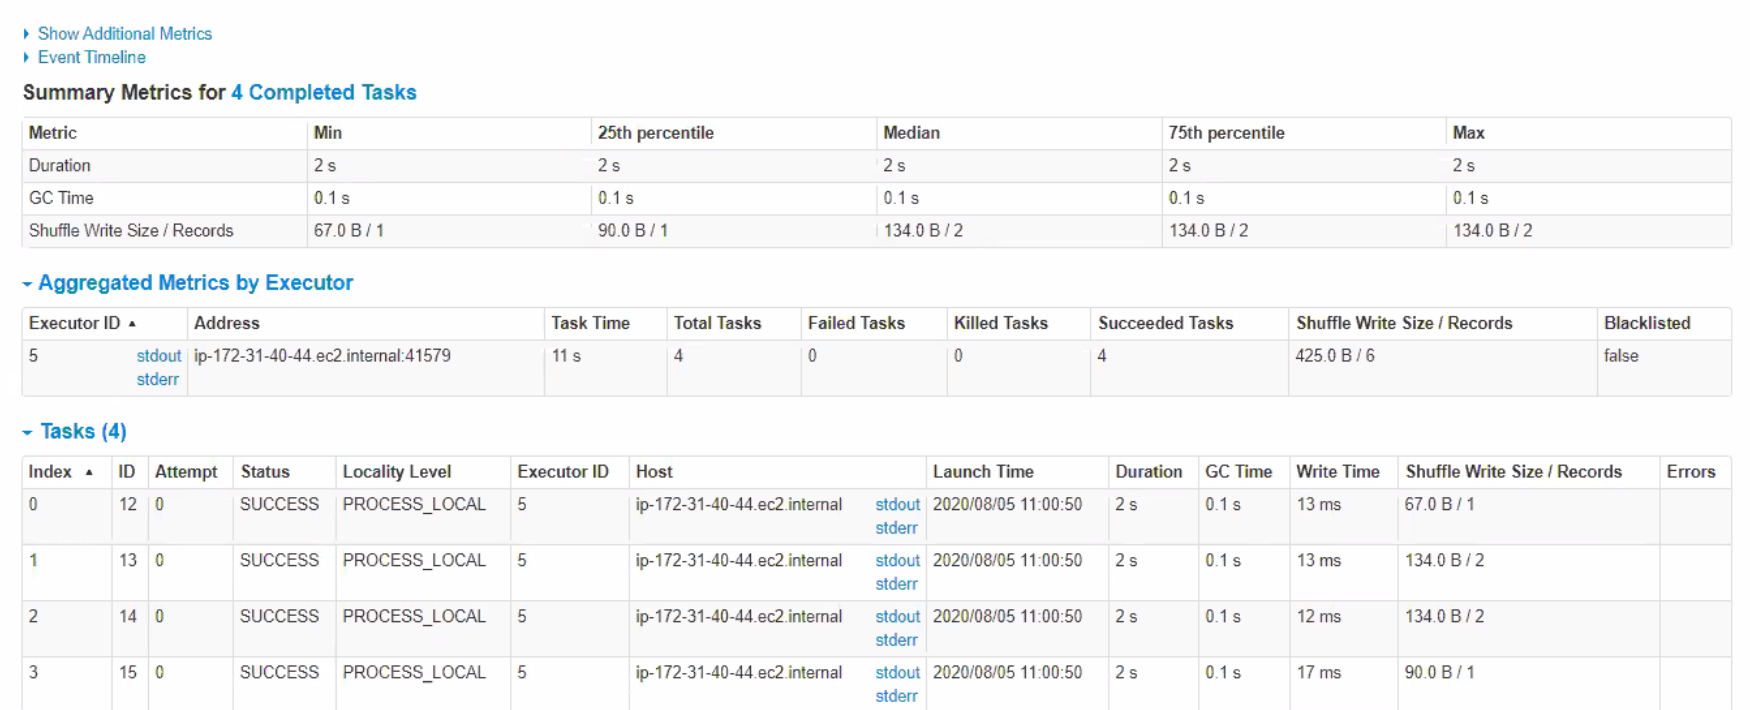 Show Additional Metrics
Event Timeline
Summary Metrics for 4 Completed Tasks
Metric Min 25th percentile Median 75th percentile Max
Duration 2 s 2 s 2 s 2 s 2 s
GC Time 0.1 s 0.1 s 0.1 s 0.1 s 0.1 s
Shuffle Write Size / Records 67.0 B / 1 90.0 B / 1 134.0 B / 2 134.0 B / 2 134.0 B / 2
Aggregated Metrics by Executor
Executor ID Address Task Time Total Tasks Failed Tasks Killed Tasks Succeeded Tasks Shuffle Write Size / Records Blacklisted
5 stdout ip-172-31-40-44.ec2.internal:41579 11 s 4 0 0 4 425.0 B / 6 false
stderr
Tasks (4)
Index ID Attempt Status Locality Level Executor ID Host Launch Time Duration GC Time Write Time Shuffle Write Size / Records Errors
0 12 0 SUCCESS PROCESS_LOCAL 5 ip-172-31-40-44.ec2.internal stdout 2020/08/05 11:00:50 2 s 0.1 s 13 ms 67.0 B / 1
stderr
1 13 0 SUCCESS PROCESS_LOCAL 5 ip-172-31-40-44.ec2.internal stdout 2020/08/05 11:00:50 2 s 0.1 s 13 ms 134.0 B / 2
stderr
2 14 0 SUCCESS PROCESS_LOCAL 5 ip-172-31-40-44.ec2.internal stdout 2020/08/05 11:00:50 2 s 0.1 s 12 ms 134.0 B / 2
stderr
3 15 0 SUCCESS PROCESS_LOCAL 5 ip-172-31-40-44.ec2.internal stdout 2020/08/05 11:00:50 2 s 0.1 s 17 ms 90.0 B / 1
stderr